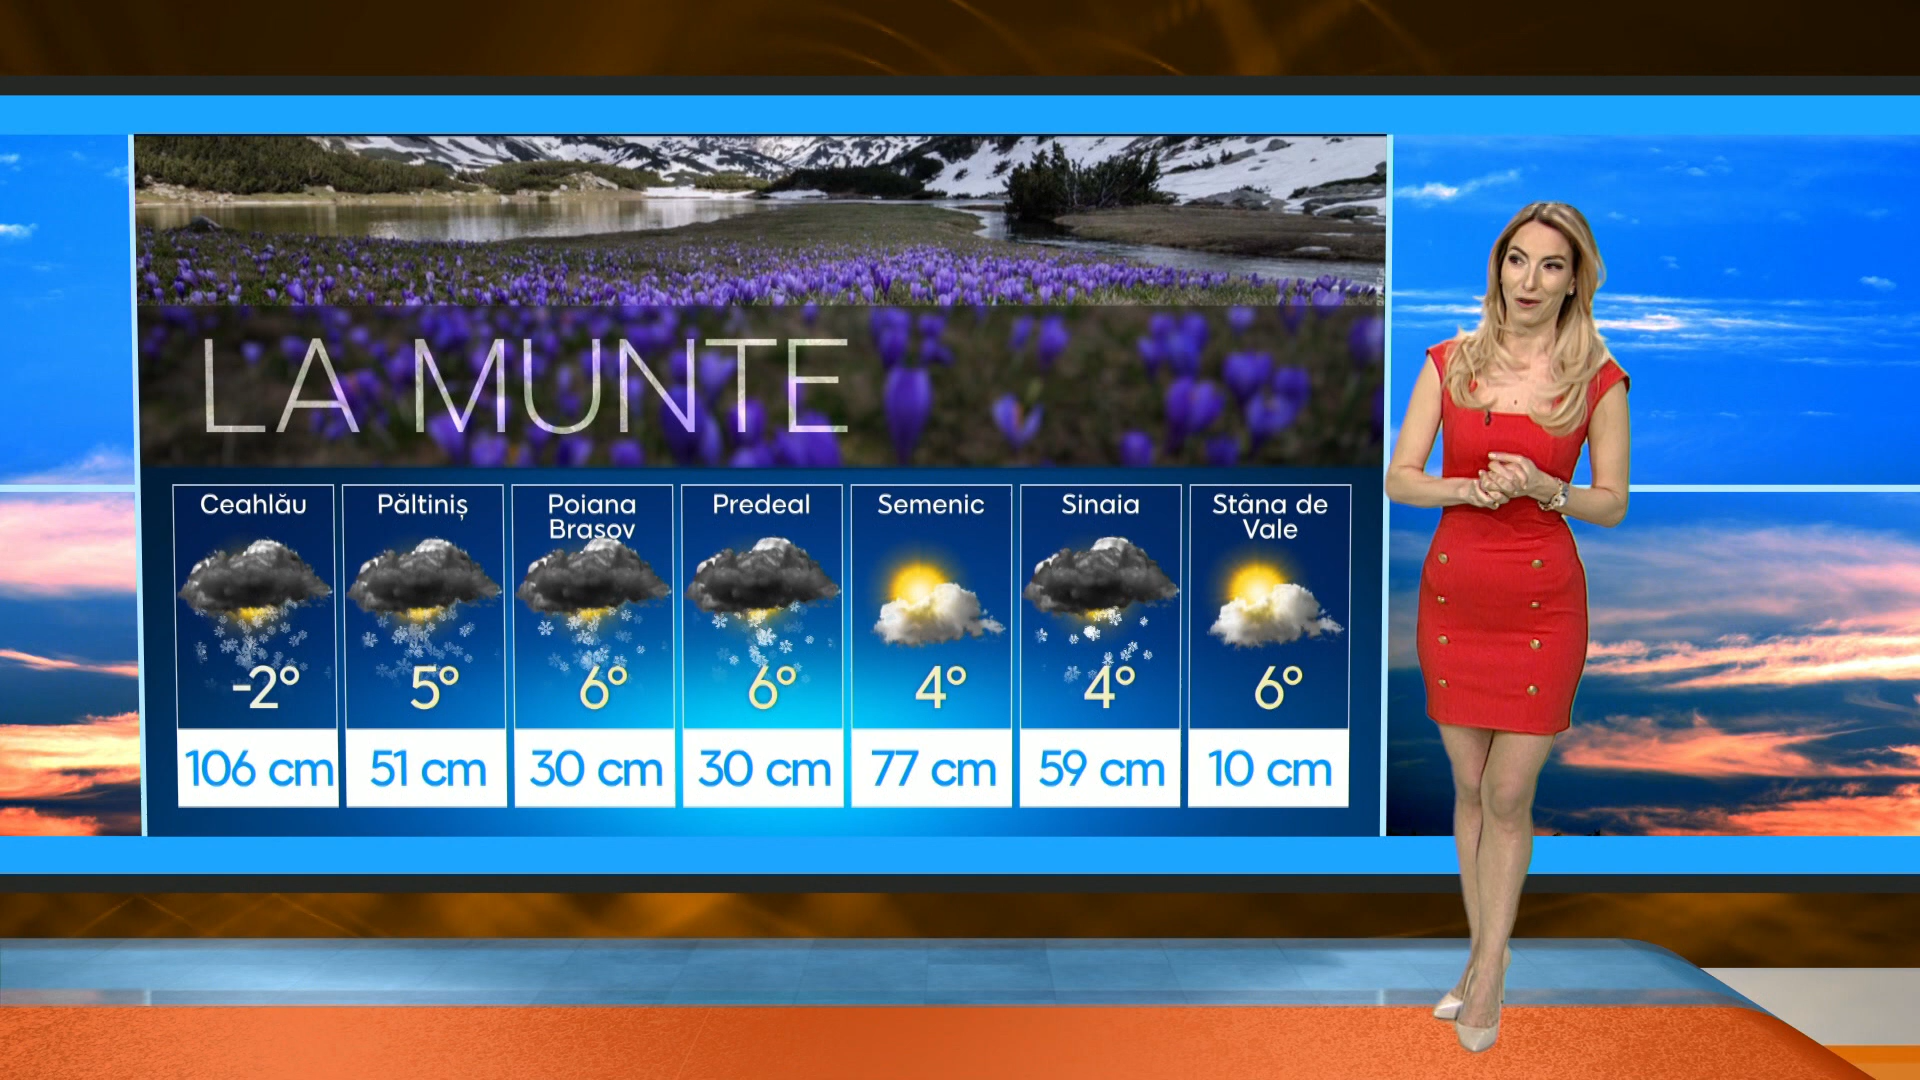 LA MUNTE
Ceahlău
-2°
106 cm
Păltiniș
5°
51 cm
Poiana
Brașov
6°
30 cm
Predeal
6°
30 cm
Semenic
4°
77 cm
Sinaia
4°
59 cm
Stâna de
Vale
6°
10 cm